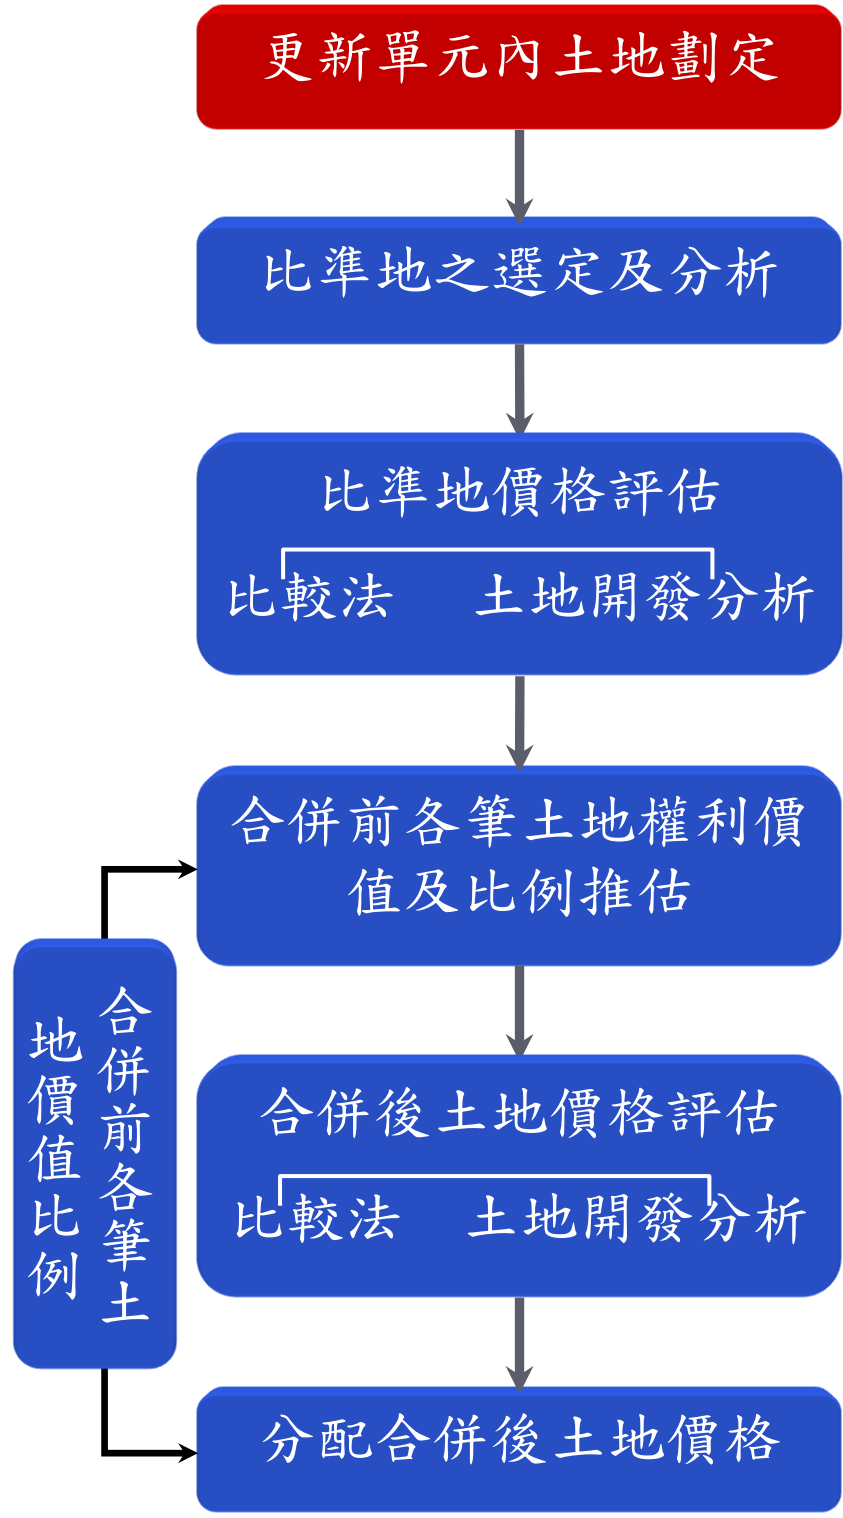 更新單元內土地劃定
比準地之選定及分析
比準地價格評估
比較法 土地開發分析
合併前各筆土地權利價
值及比例推估
合併前各筆土
地價值比例
合併後土地價格評估
比較法 土地開發分析
分配合併後土地價格